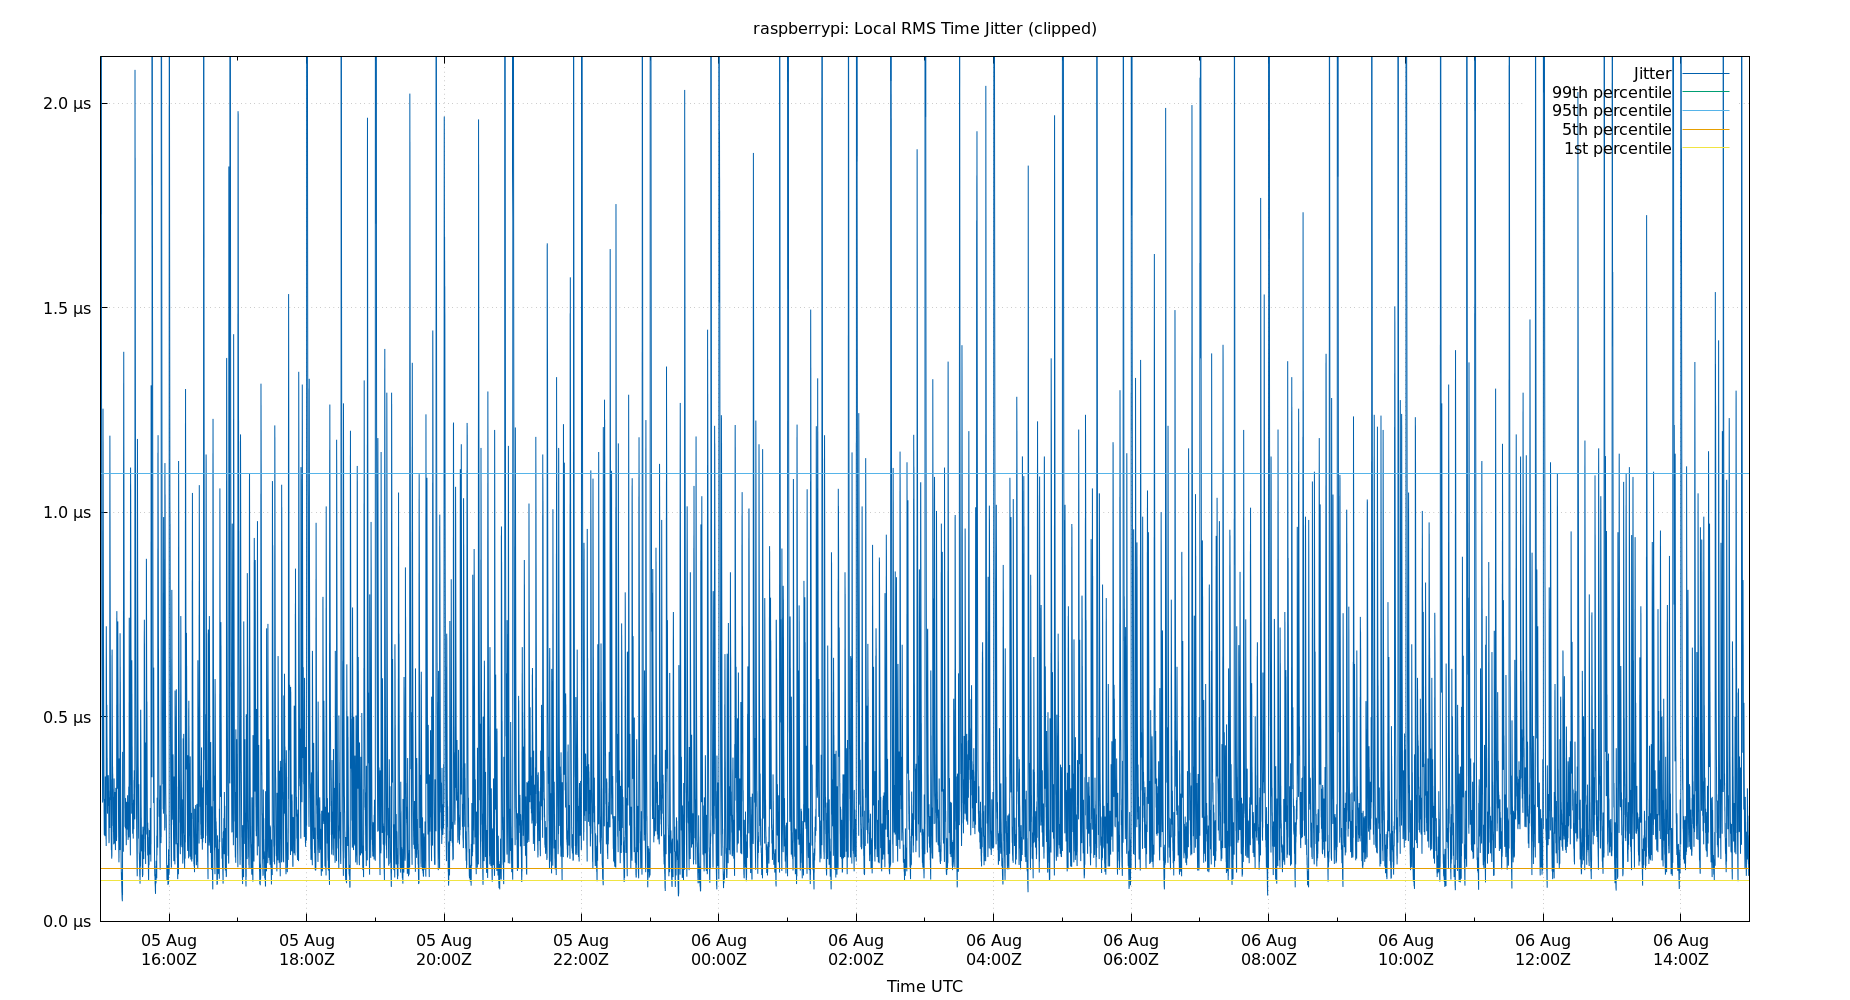 raspberrypi: Local RMS Time Jitter (clipped)
Jitter
99th percentile
95th percentile
5th percentile
1st percentile
2.0 μs
1.5 μs
1.0 μs
0.5 μs
0.0 μs
05 Aug 05 Aug 05 Aug 05 Aug 06 Aug 06 Aug 06 Aug 06 Aug 06 Aug 06 Aug 06 Aug 06 Aug
16:00Z 18:00Z 20:00Z 22:00Z 00:00Z 02:00Z 04:00Z 06:00Z 08:00Z 10:00Z 12:00Z 14:00Z
Time UTC